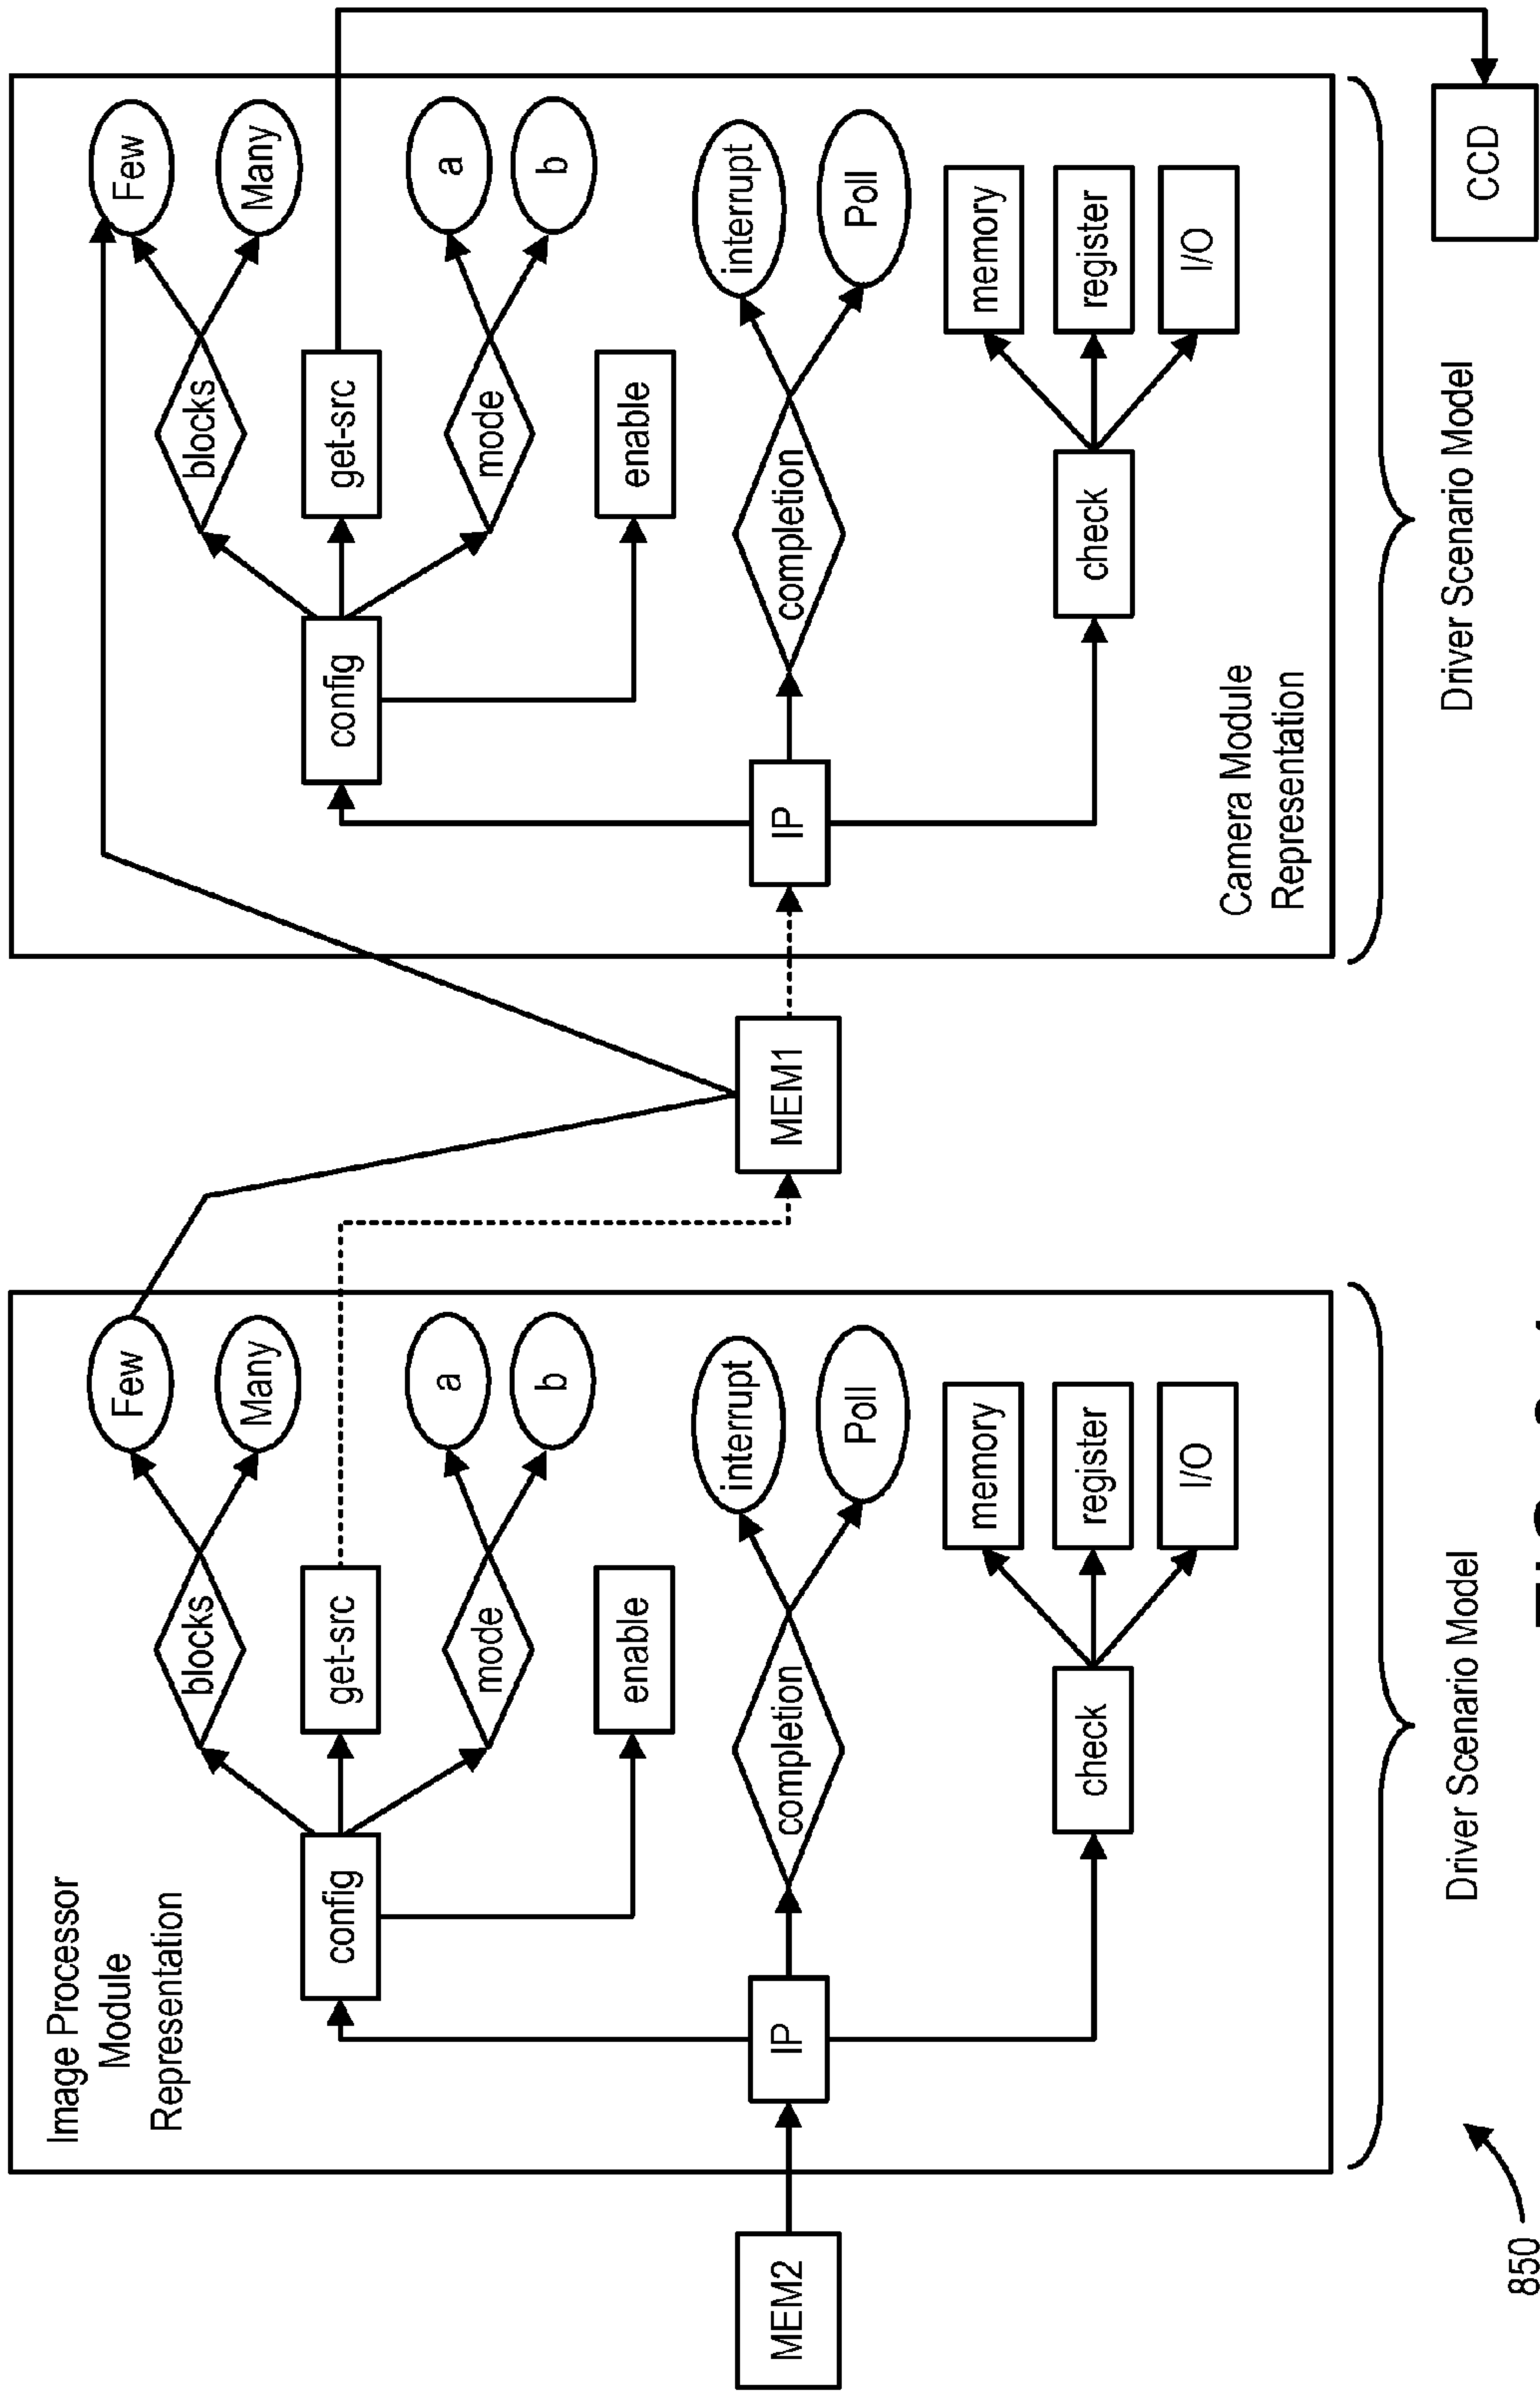 Image Processor
Module
Representation
MEM2
IP
config
blocks
Few
Many
get-src
mode
a
b
enable
completion
interrupt
Poll
check
memory
register
I/O
Driver Scenario Model
MEM1
IP
config
blocks
Few
Many
get-src
mode
a
b
enable
completion
interrupt
Poll
check
memory
register
I/O
Camera Module
Representation
Driver Scenario Model
CCD
850